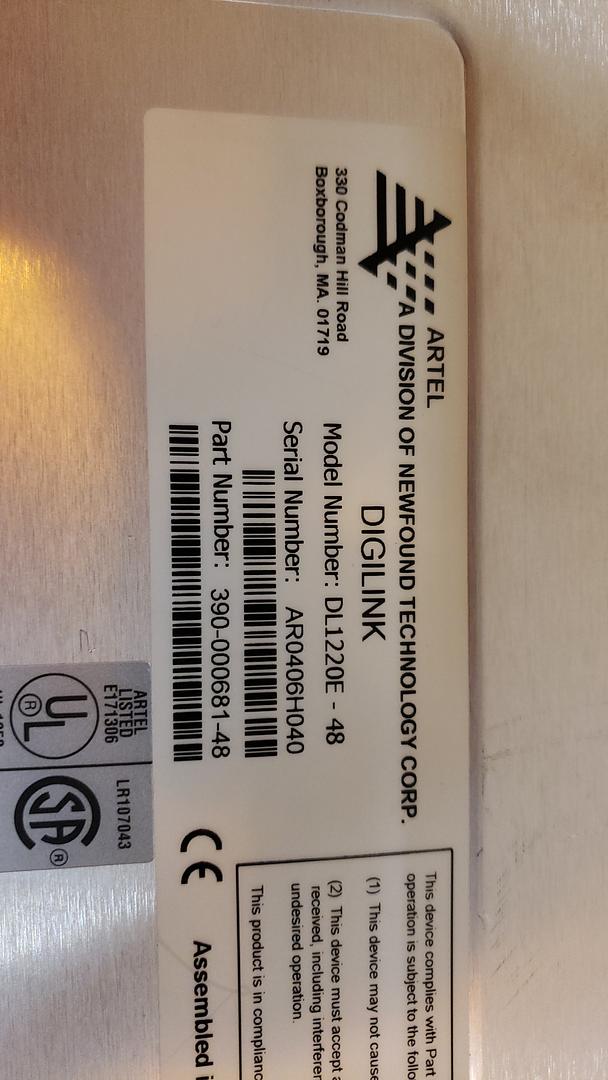 ARTEL
A DIVISION OF NEWFOUND TECHNOLOGY CORP.
330 Codman Hill Road
Boxborough, MA. 01719
DIGILINK
Model Number: DL1220E - 48
Serial Number: AR0406H040
Part Number: 390-000681-48
This device complies with Part
operation is subject to the follo
(1) This device may not cause
(2) This device must accept a
received, including interferen
undesired operation.
This product is in complianc
CE
Assembled i
ARTEL
LISTED
E171306
UL
®
LR107043
SA
®